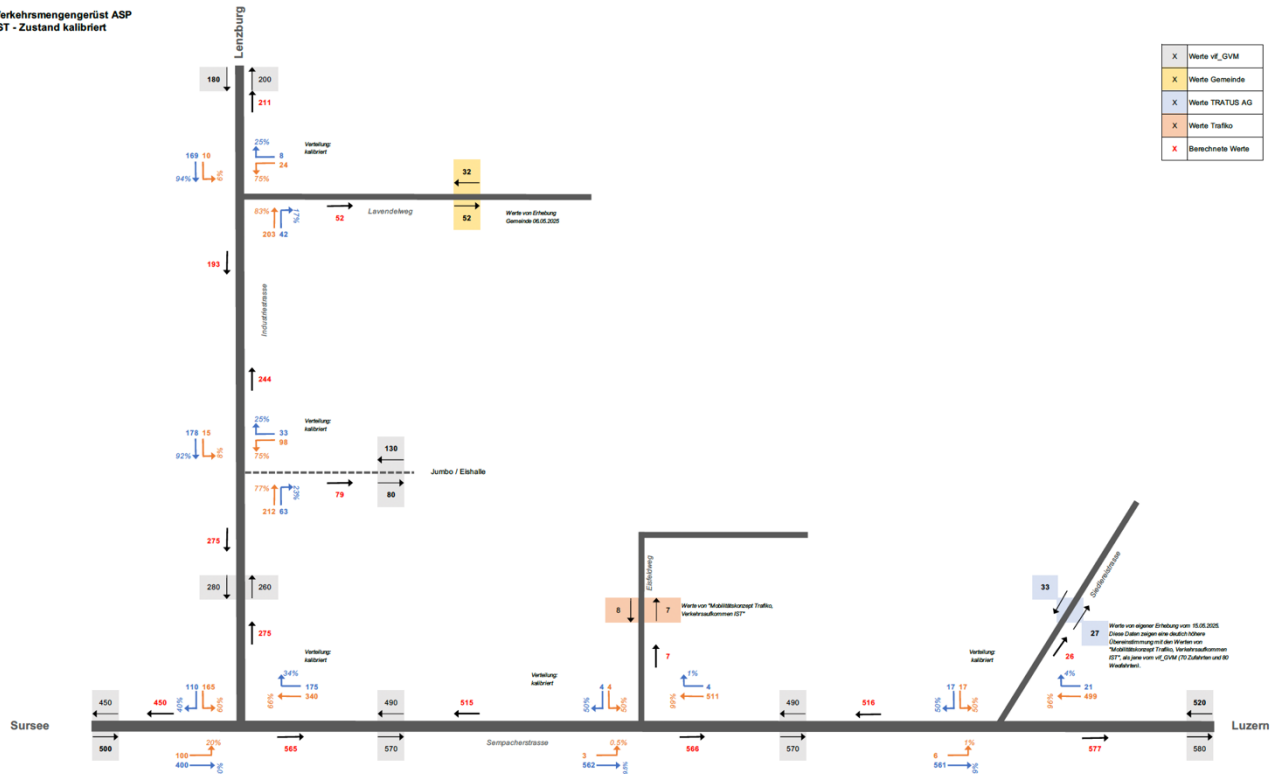 Verkehrsmengengerüst ASP
IST - Zustand kalibriert
Lenzburg
X Werte vif_GVM
X Werte Gemeinde
X Werte TRATUS AG
X Werte Trafiko
X Berechnete Werte
180
200
211
169 10
94% 6%
25%
8
24
75%
Verteilung:
kalibriert
32
52
83% 17%
203 42
52
Lavendelweg
Werte von Erhebung
Gemeinde 06.05.2025
193
Industriestrasse
244
178 15
92% 8%
25%
33
98
75%
Verteilung:
kalibriert
130
80
Jumbo / Eishalle
77% 23%
212 63
79
275
280
260
275
Verteilung:
kalibriert
110 165
40% 60%
34%
175
340
66%
450
450
500
Sursee
20%
100
400
0%
565
490
570
515
Sempacherstrasse
Eisfeldweg
8
7
Werte von "Mobilitätskonzept Trafiko,
Verkehrsaufkommen IST"
7
Verteilung:
kalibriert
4 4
50% 50%
1%
4
511
99%
0.5%
3
562
566
490
570
516
Siedlereistrasse
33
27
26
Werte von eigener Erhebung vom 15.05.2025.
Diese Daten zeigen eine deutlich höhere
Übereinstimmung mit den Werten von
"Mobilitätskonzept Trafiko, Verkehrsaufkommen
IST", als jene vom vif_GVM (70 Zufahrten und 80
Wegfahrten).
Verteilung:
kalibriert
17 17
50% 50%
4%
21
499
96%
1%
6
561
577
520
580
Luzern